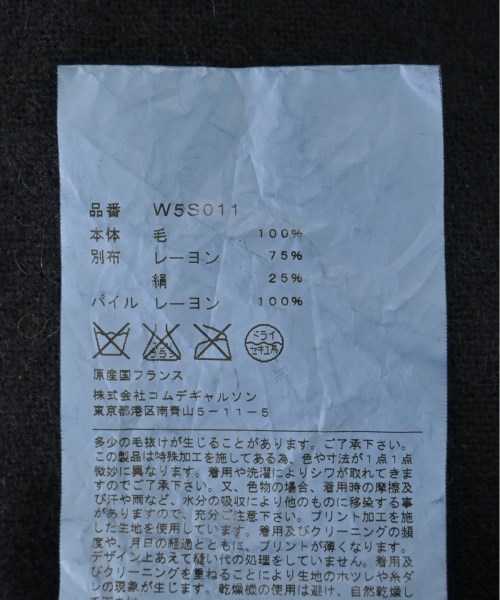 品番 W5S011
本体 毛 100%
別布 レーヨン 75%
絹 25%
パイル レーヨン 100%
エンソ サラシ
ドライ
セキユ系
原産国フランス
株式会社コムデギャルソン
東京都港区南青山5-11-5
多少の毛抜けが生じることがあります。ご了承下さい。
この製品は特殊加工を施してある為、色や寸法が1点1点
微妙に異なります。着用や洗濯によりシワが取れてきま
すのでご了承下さい。又、色物の場合、着用時の摩擦及
び汗や雨など、水分の吸収により他のものに移染する事
がありますので、充分ご注意下さい。プリント加工を施
した生地を使用しています。着用及びクリーニングの頻
度や、月日の経過とともに、プリントが薄くなります。
デザイン上あえて縫い代の処理をしていません。着用及
びクリーニングを重ねることにより生地のホツレや糸ダ
レの現象が生じます。乾燥機の使用は避け、自然乾燥し